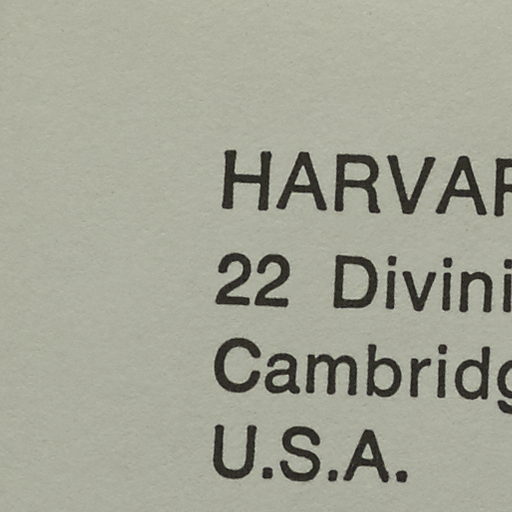 HARVAR
22 Divini
Cambridg
U.S.A.